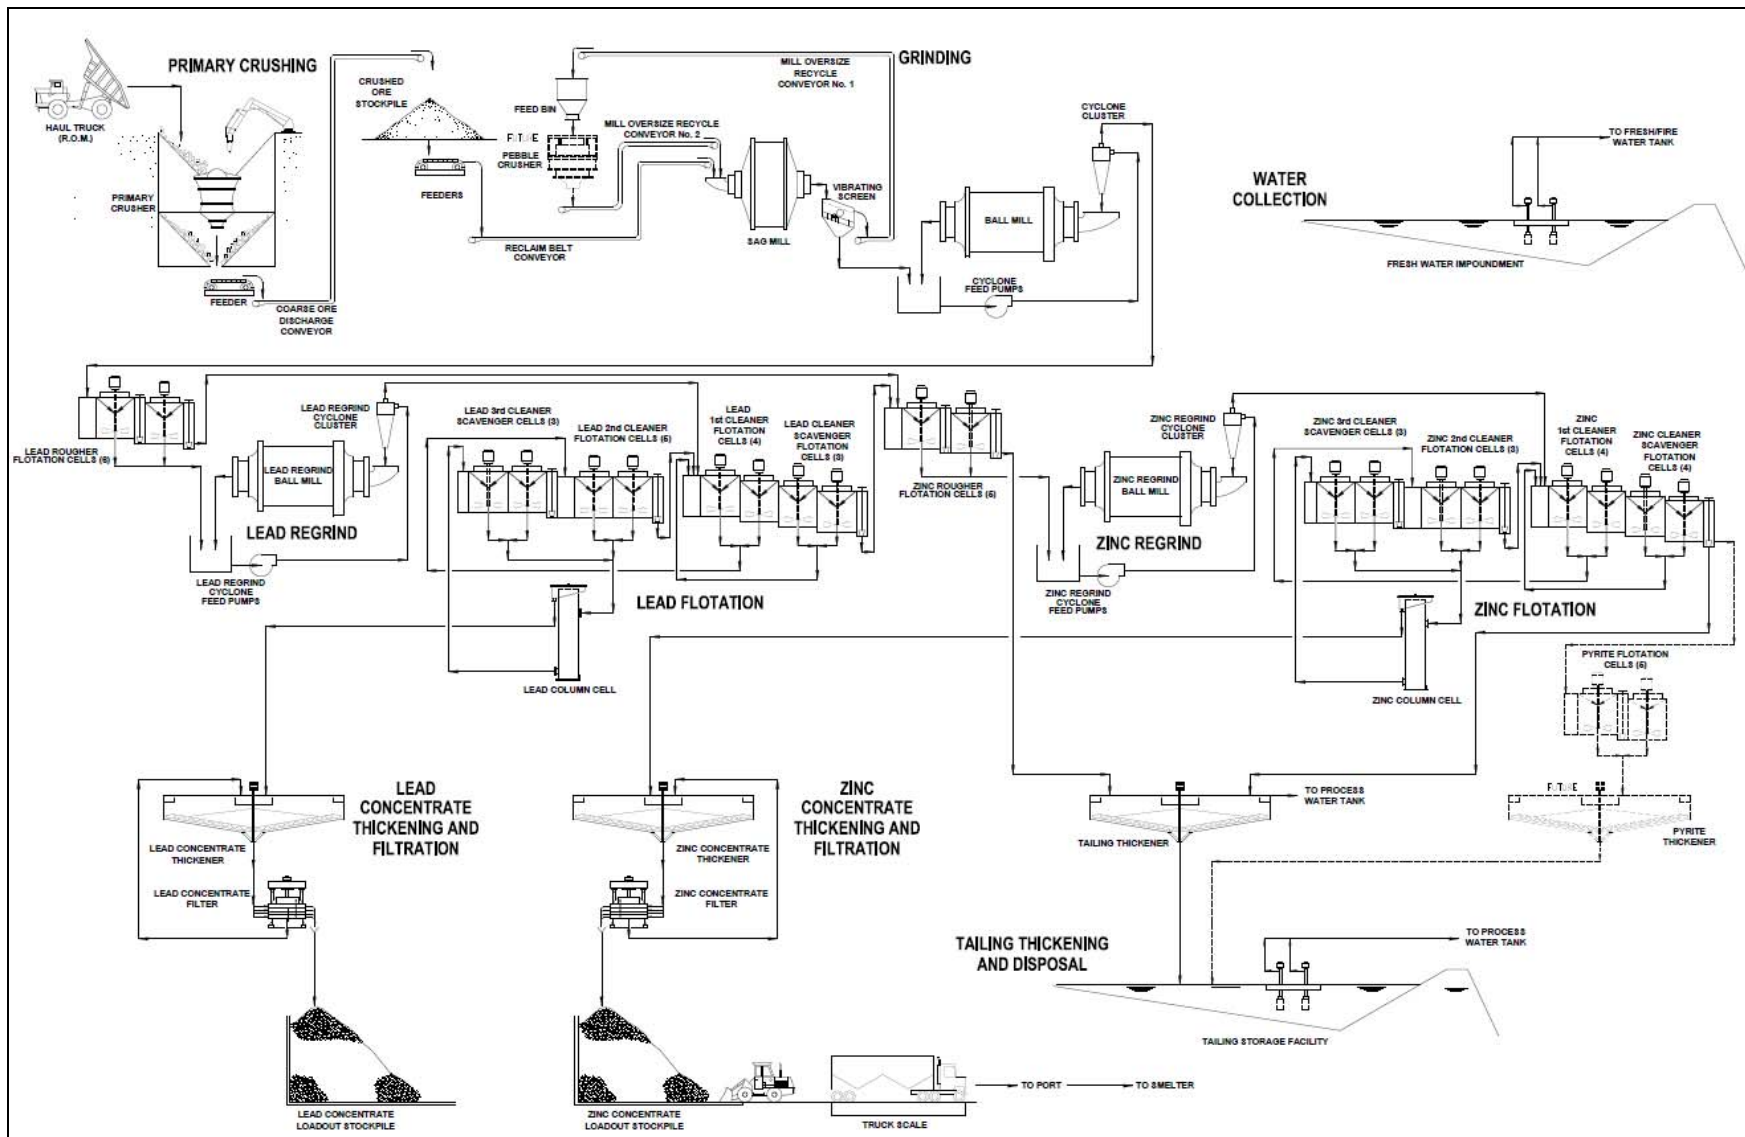 PRIMARY CRUSHING
HAUL TRUCK
(R.O.M.)
PRIMARY
CRUSHER
FEEDER
COARSE ORE
DISCHARGE
CONVEYOR
CRUSHED
ORE
STOCKPILE
FEEDERS
RECLAIM BELT
CONVEYOR
FEED BIN
FUTURE
PEBBLE
CRUSHER
MILL OVERSIZE RECYCLE
CONVEYOR No. 2
MILL OVERSIZE
RECYCLE
CONVEYOR No. 1
GRINDING
SAG MILL
VIBRATING
SCREEN
BALL MILL
CYCLONE
CLUSTER
CYCLONE
FEED PUMPS
WATER
COLLECTION
TO FRESH/FIRE
WATER TANK
FRESH WATER IMPOUNDMENT
LEAD ROUGHER
FLOTATION CELLS (6)
LEAD REGRIND
CYCLONE
CLUSTER
LEAD REGRIND
BALL MILL
LEAD REGRIND
LEAD REGRIND
CYCLONE
FEED PUMPS
LEAD 3rd CLEANER
SCAVENGER CELLS (3)
LEAD 2nd CLEANER
FLOTATION CELLS (5)
LEAD
1st CLEANER
FLOTATION
CELLS (4)
LEAD CLEANER
SCAVENGER
FLOTATION
CELLS (3)
LEAD FLOTATION
LEAD COLUMN CELL
ZINC ROUGHER
FLOTATION CELLS (5)
ZINC REGRIND
CYCLONE
CLUSTER
ZINC REGRIND
BALL MILL
ZINC REGRIND
ZINC REGRIND
CYCLONE
FEED PUMPS
ZINC 3rd CLEANER
SCAVENGER CELLS (3)
ZINC 2nd CLEANER
FLOTATION CELLS (3)
ZINC
1st CLEANER
FLOTATION
CELLS (4)
ZINC CLEANER
SCAVENGER
FLOTATION
CELLS (4)
ZINC FLOTATION
ZINC COLUMN CELL
PYRITE FLOTATION
CELLS (5)
LEAD
CONCENTRATE
THICKENING AND
FILTRATION
LEAD CONCENTRATE
THICKENER
LEAD CONCENTRATE
FILTER
LEAD CONCENTRATE
LOADOUT STOCKPILE
ZINC
CONCENTRATE
THICKENING AND
FILTRATION
ZINC CONCENTRATE
THICKENER
ZINC CONCENTRATE
FILTER
ZINC CONCENTRATE
LOADOUT STOCKPILE
TRUCK SCALE
TO PORT
TO SMELTER
TO PROCESS
WATER TANK
TAILING THICKENER
FUTURE
PYRITE
THICKENER
TAILING THICKENING
AND DISPOSAL
TO PROCESS
WATER TANK
TAILING STORAGE FACILITY